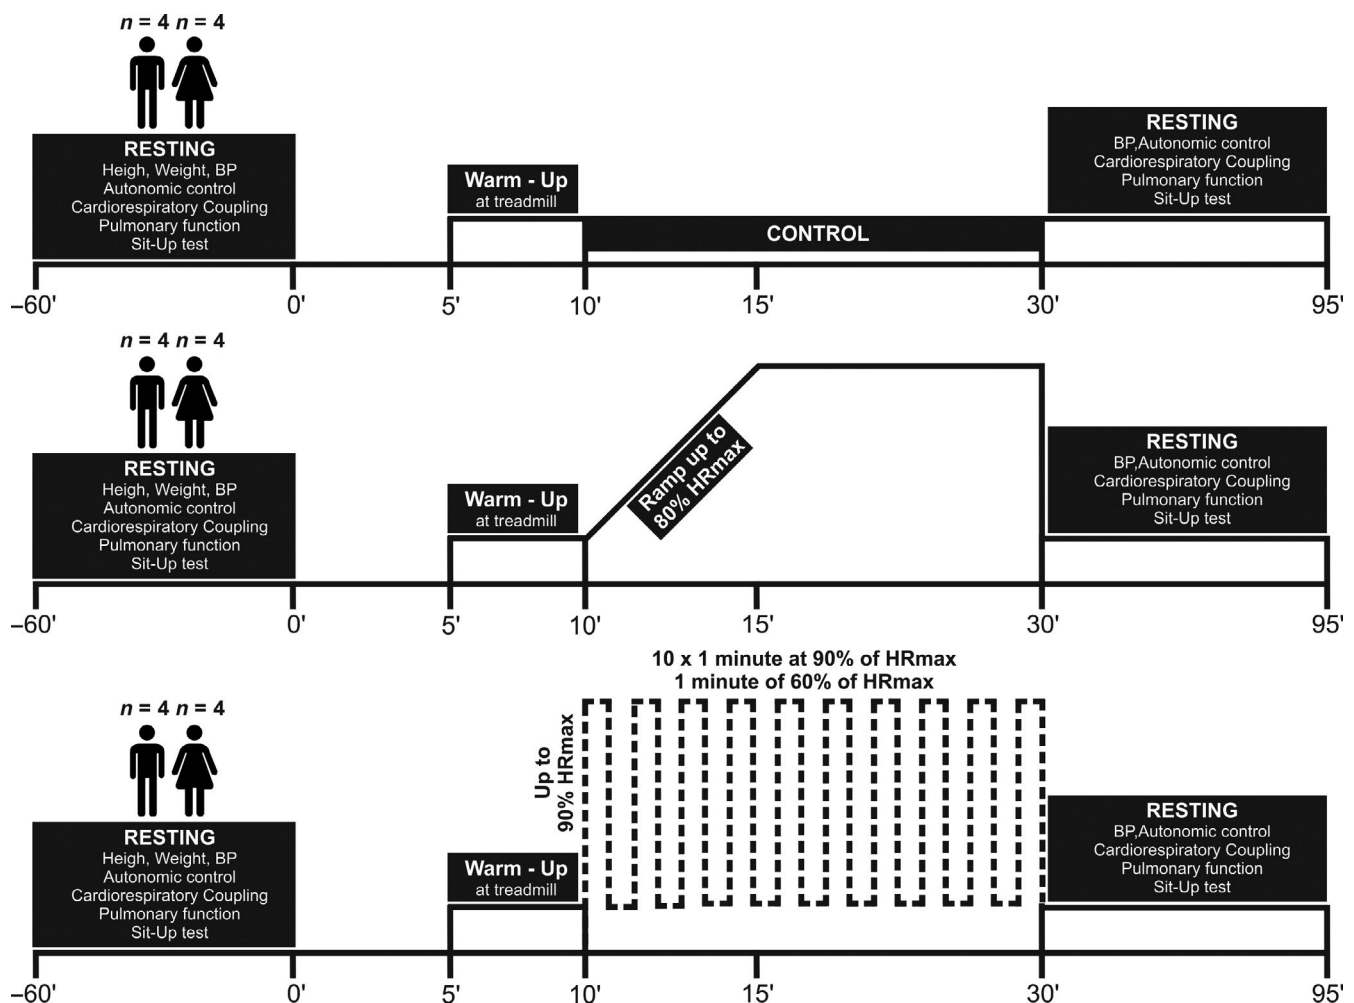 n = 4 n = 4
RESTING
Heigh, Weight, BP
Autonomic control
Cardiorespiratory Coupling
Pulmonary function
Sit-Up test
Warm - Up
at treadmill
CONTROL
RESTING
BP,Autonomic control
Cardiorespiratory Coupling
Pulmonary function
Sit-Up test
–60' 0' 5' 10' 15' 30' 95'
n = 4 n = 4
RESTING
Heigh, Weight, BP
Autonomic control
Cardiorespiratory Coupling
Pulmonary function
Sit-Up test
Warm - Up
at treadmill
Ramp up to
80% HRmax
RESTING
BP,Autonomic control
Cardiorespiratory Coupling
Pulmonary function
Sit-Up test
–60' 0' 5' 10' 15' 30' 95'
10 x 1 minute at 90% of HRmax
1 minute of 60% of HRmax
n = 4 n = 4
RESTING
Heigh, Weight, BP
Autonomic control
Cardiorespiratory Coupling
Pulmonary function
Sit-Up test
Warm - Up
at treadmill
Up to
90% HRmax
RESTING
BP,Autonomic control
Cardiorespiratory Coupling
Pulmonary function
Sit-Up test
–60' 0' 5' 10' 15' 30' 95'